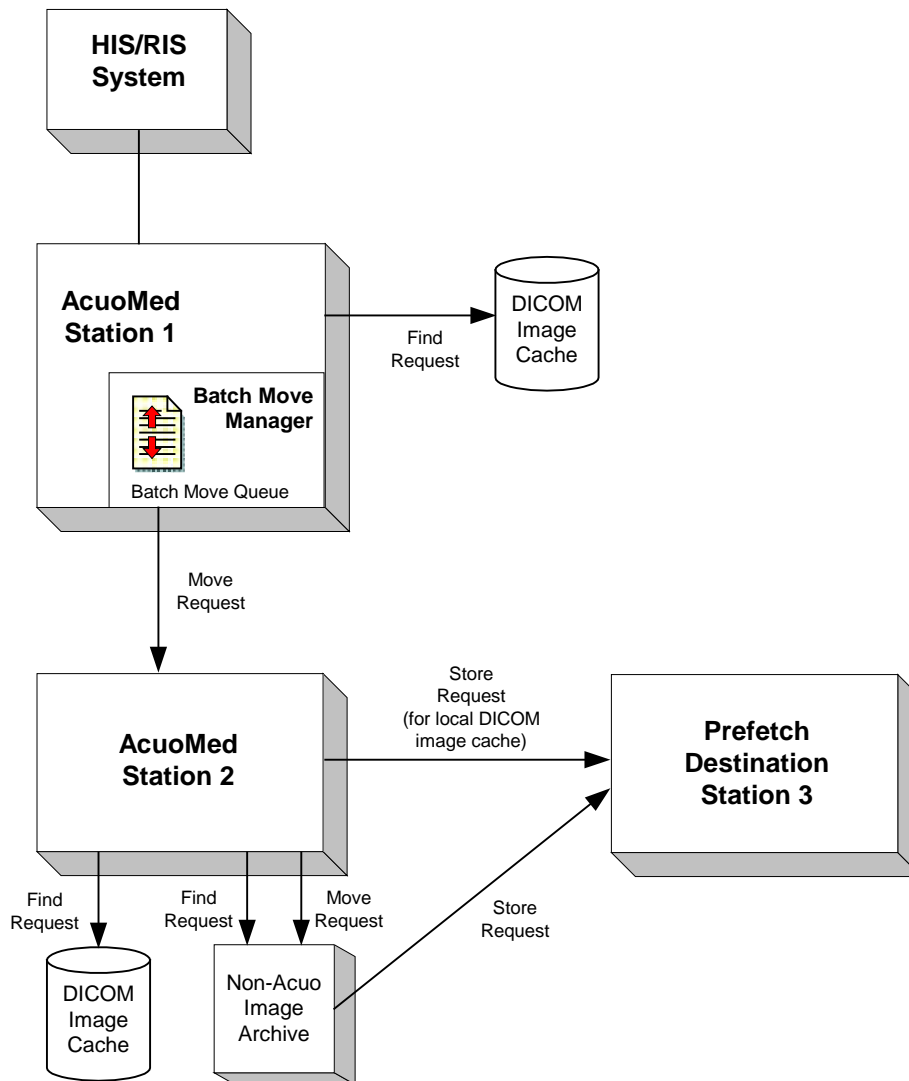 HIS/RIS
System
AcuoMed
Station 1
Find
Request
DICOM
Image
Cache
Batch Move
Manager
Batch Move Queue
Move
Request
AcuoMed
Station 2
Store
Request
(for local DICOM
image cache)
Prefetch
Destination
Station 3
Find
Request
Find
Request
Move
Request
Store
Request
DICOM
Image
Cache
Non-Acuo
Image
Archive